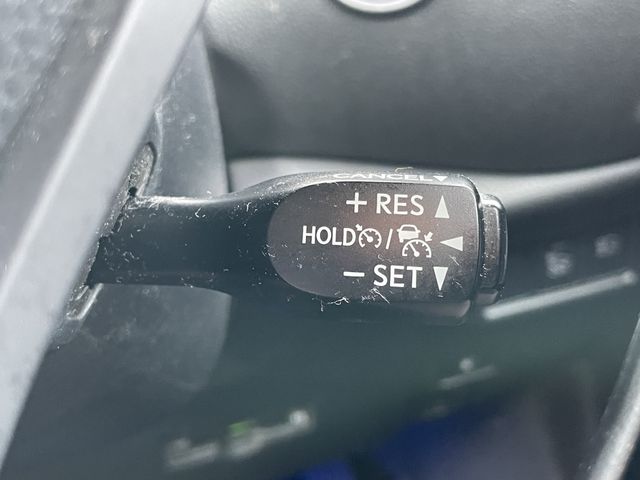 CANCEL▼
+ RES ▲
HOLD / ◀
− SET ▼